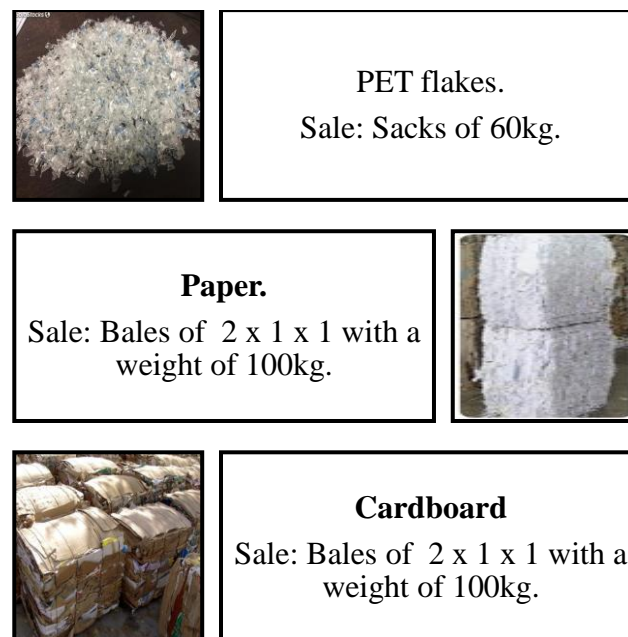 PET flakes.
Sale: Sacks of 60kg.
Paper.
Sale: Bales of 2 x 1 x 1 with a
weight of 100kg.
Cardboard
Sale: Bales of 2 x 1 x 1 with a
weight of 100kg.